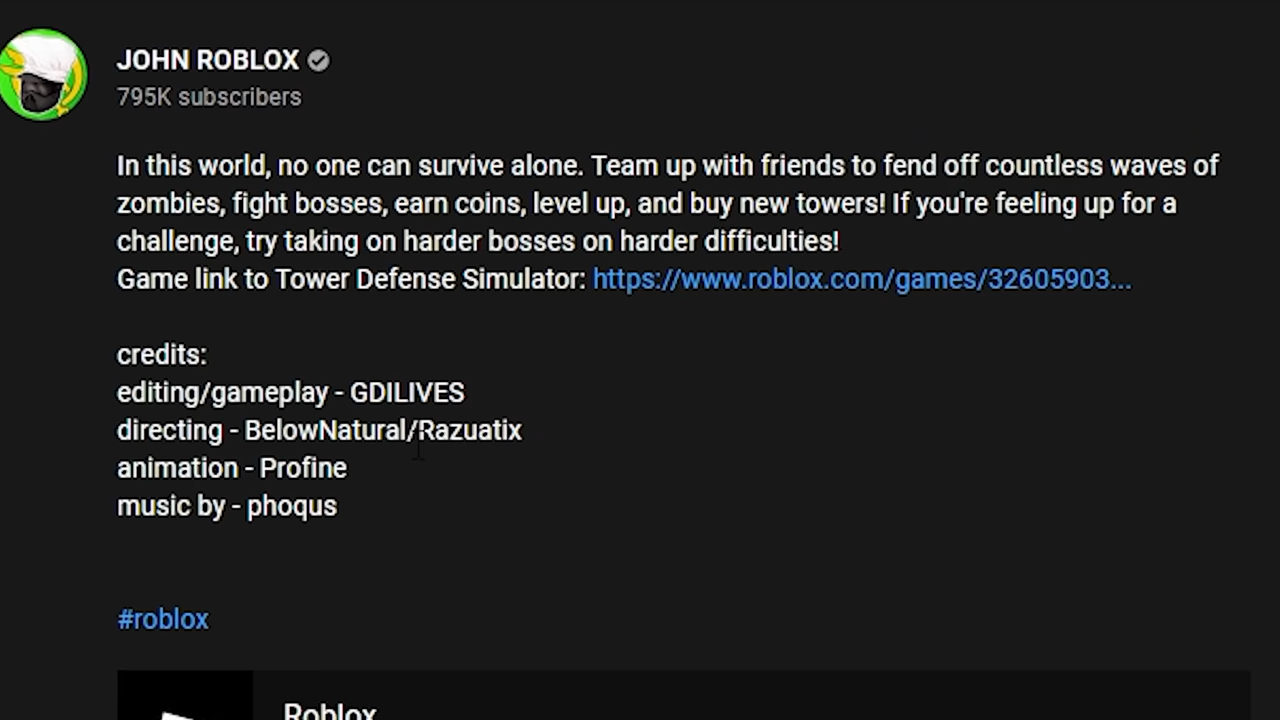 JOHN ROBLOX
795K subscribers
In this world, no one can survive alone. Team up with friends to fend off countless waves of
zombies, fight bosses, earn coins, level up, and buy new towers! If you're feeling up for a
challenge, try taking on harder bosses on harder difficulties!
Game link to Tower Defense Simulator: https://www.roblox.com/games/32605903...
credits:
editing/gameplay - GDILIVES
directing - BelowNatural/Razuatix
animation - Profine
music by - phoqus
#roblox
Roblox